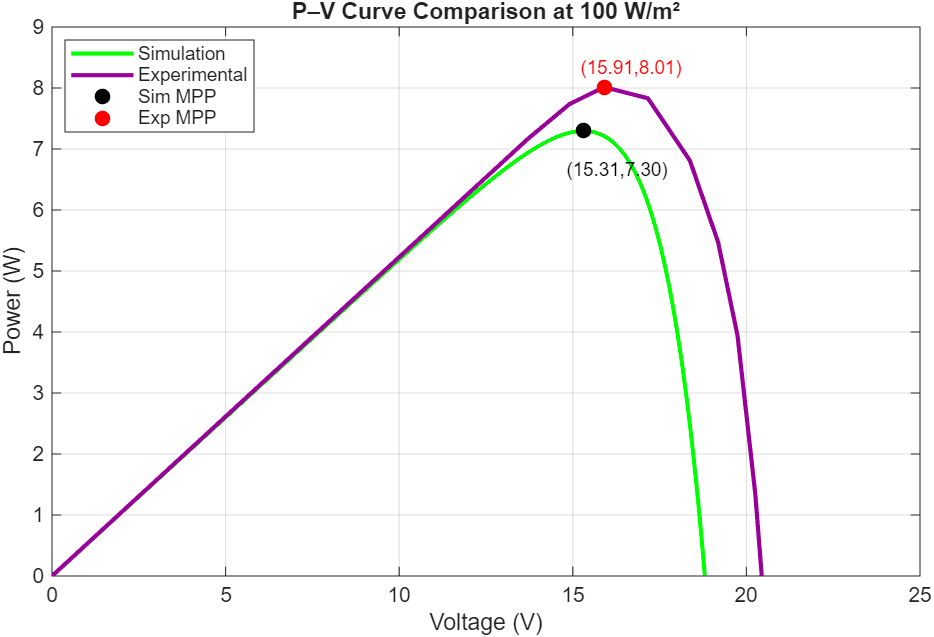 P–V Curve Comparison at 100 W/m²
Simulation
Experimental
Sim MPP
Exp MPP
(15.91,8.01)
(15.31,7.30)
Power (W)
9
8
7
6
5
4
3
2
1
0
0 5 10 15 20 25
Voltage (V)